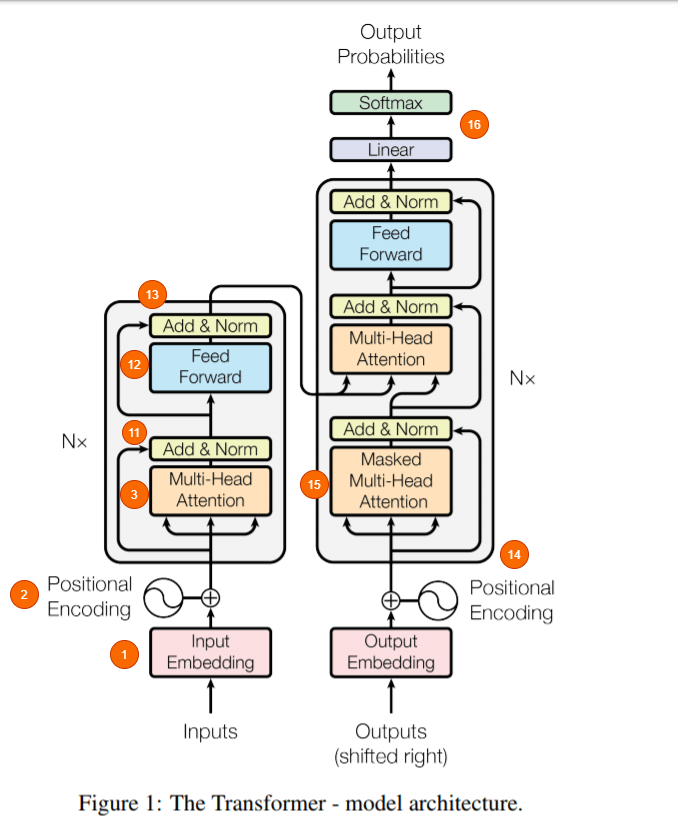 Output
Probabilities
Softmax
16
Linear
Add & Norm
Feed
Forward
13
Add & Norm
Add & Norm
Multi-Head
Attention
12
Feed
Forward
Nx
11
Add & Norm
Nx
Add & Norm
3
Multi-Head
Attention
15
Masked
Multi-Head
Attention
14
2
Positional
Encoding
Positional
Encoding
1
Input
Embedding
Output
Embedding
Inputs
Outputs
(shifted right)
Figure 1: The Transformer - model architecture.